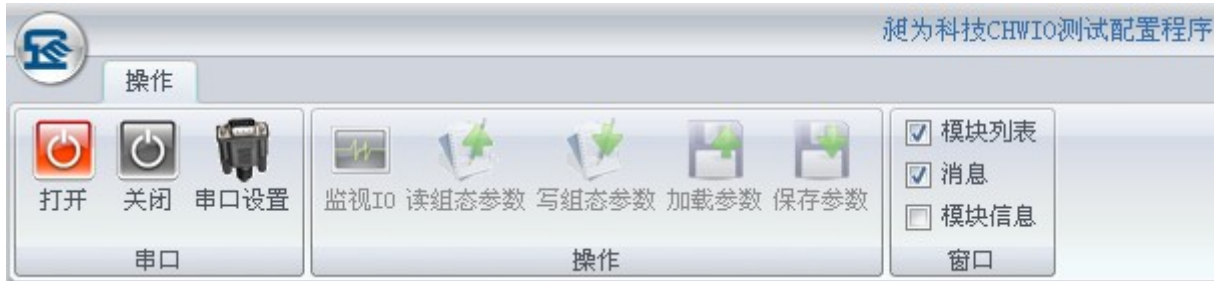 昶为科技CHWIO测试配置程序
操作
打开 关闭 串口设置 监视IO 读组态参数 写组态参数 加载参数 保存参数
模块列表
消息
模块信息
串口 操作 窗口